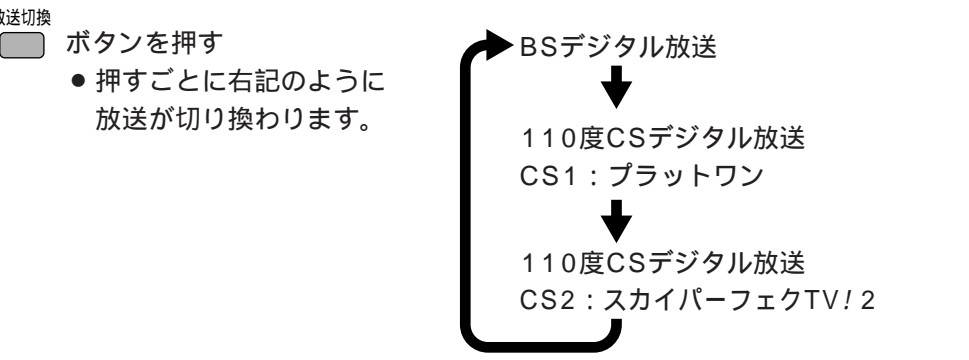 放送切換
ボタンを押す
● 押すごとに右記のように
放送が切り換わります。
BSデジタル放送
110度CSデジタル放送
CS1：プラットワン
110度CSデジタル放送
CS2：スカイパーフェクTV！2